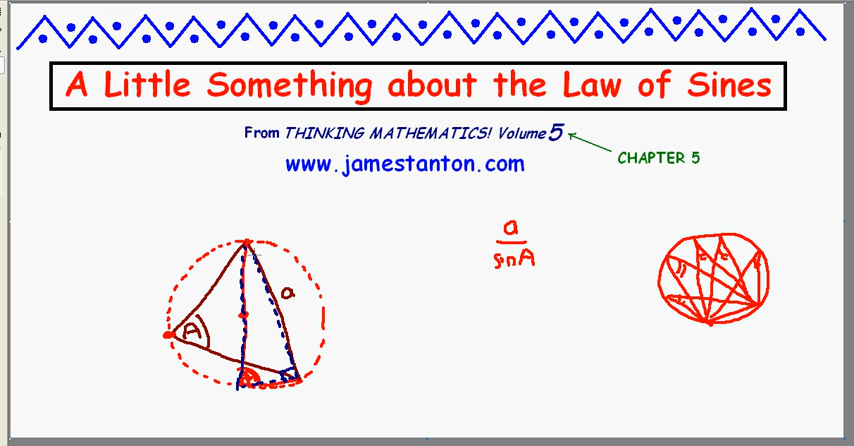 A Little Something about the Law of Sines
From THINKING MATHEMATICS! Volume 5
CHAPTER 5
www.jamestanton.com
a
sinA
a
A